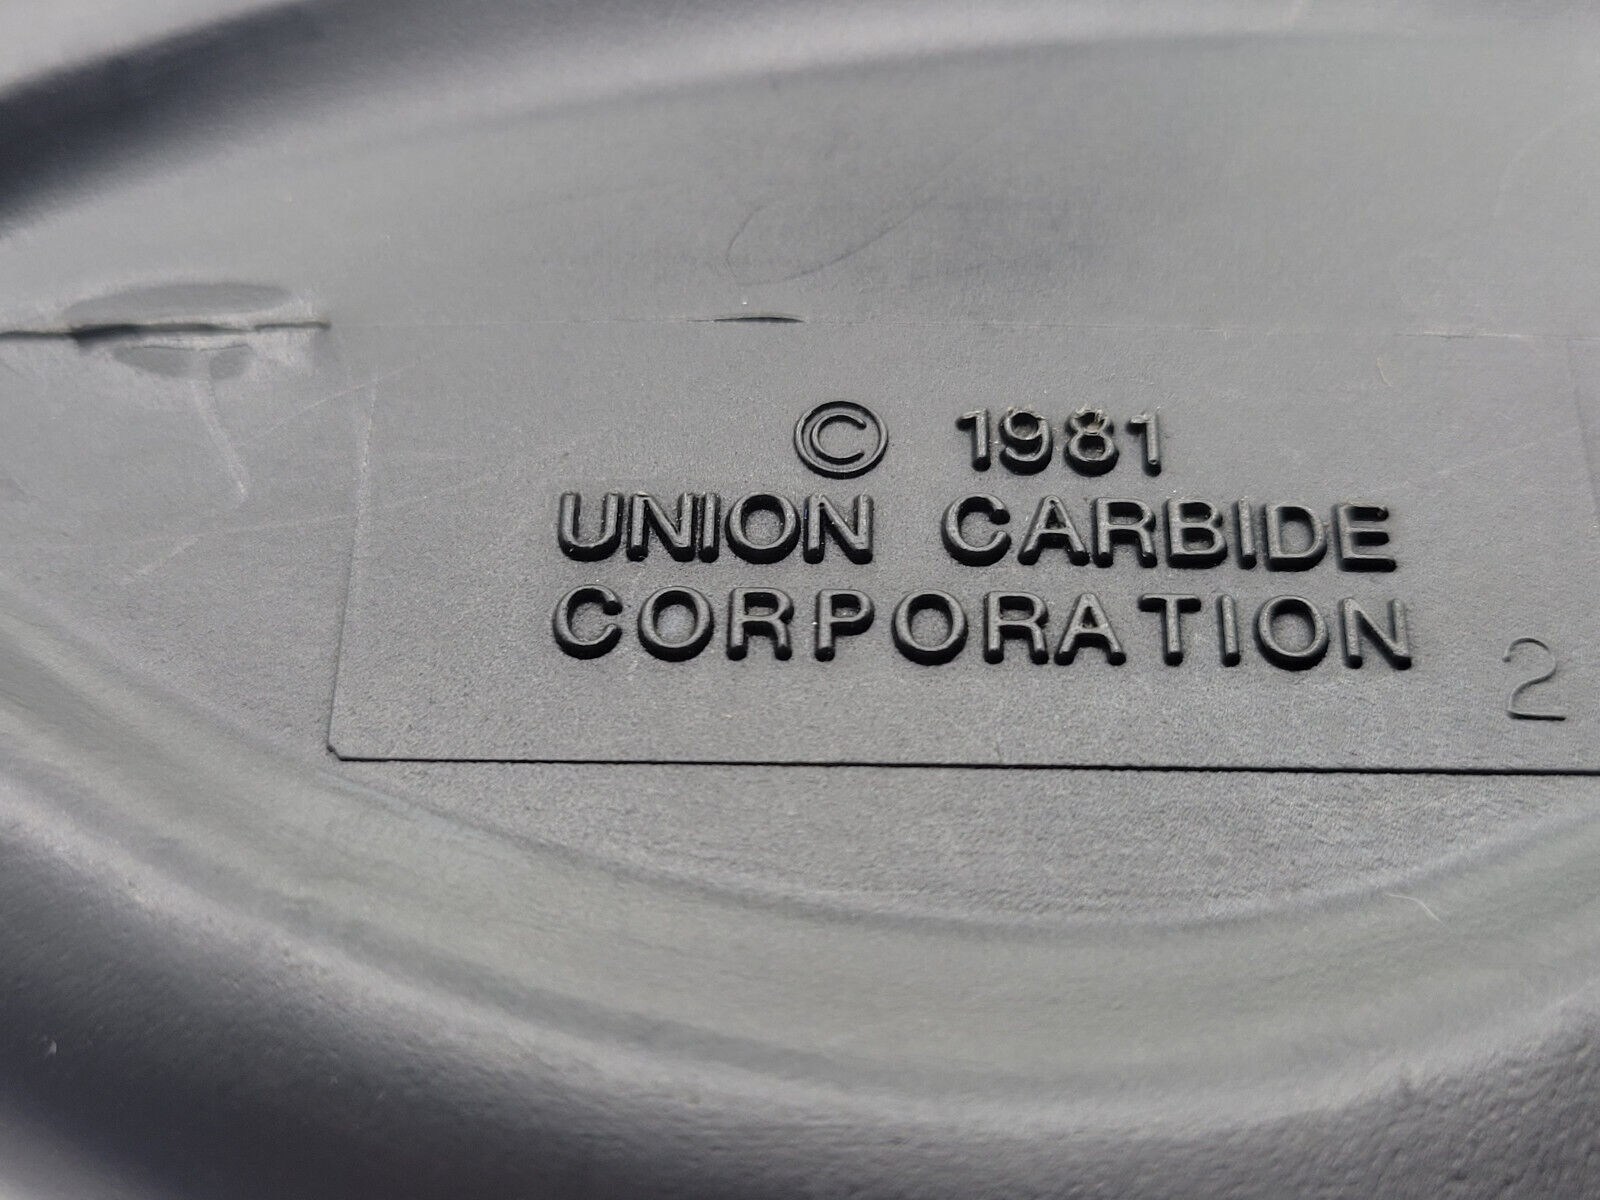 © 1981
UNION CARBIDE
CORPORATION
2